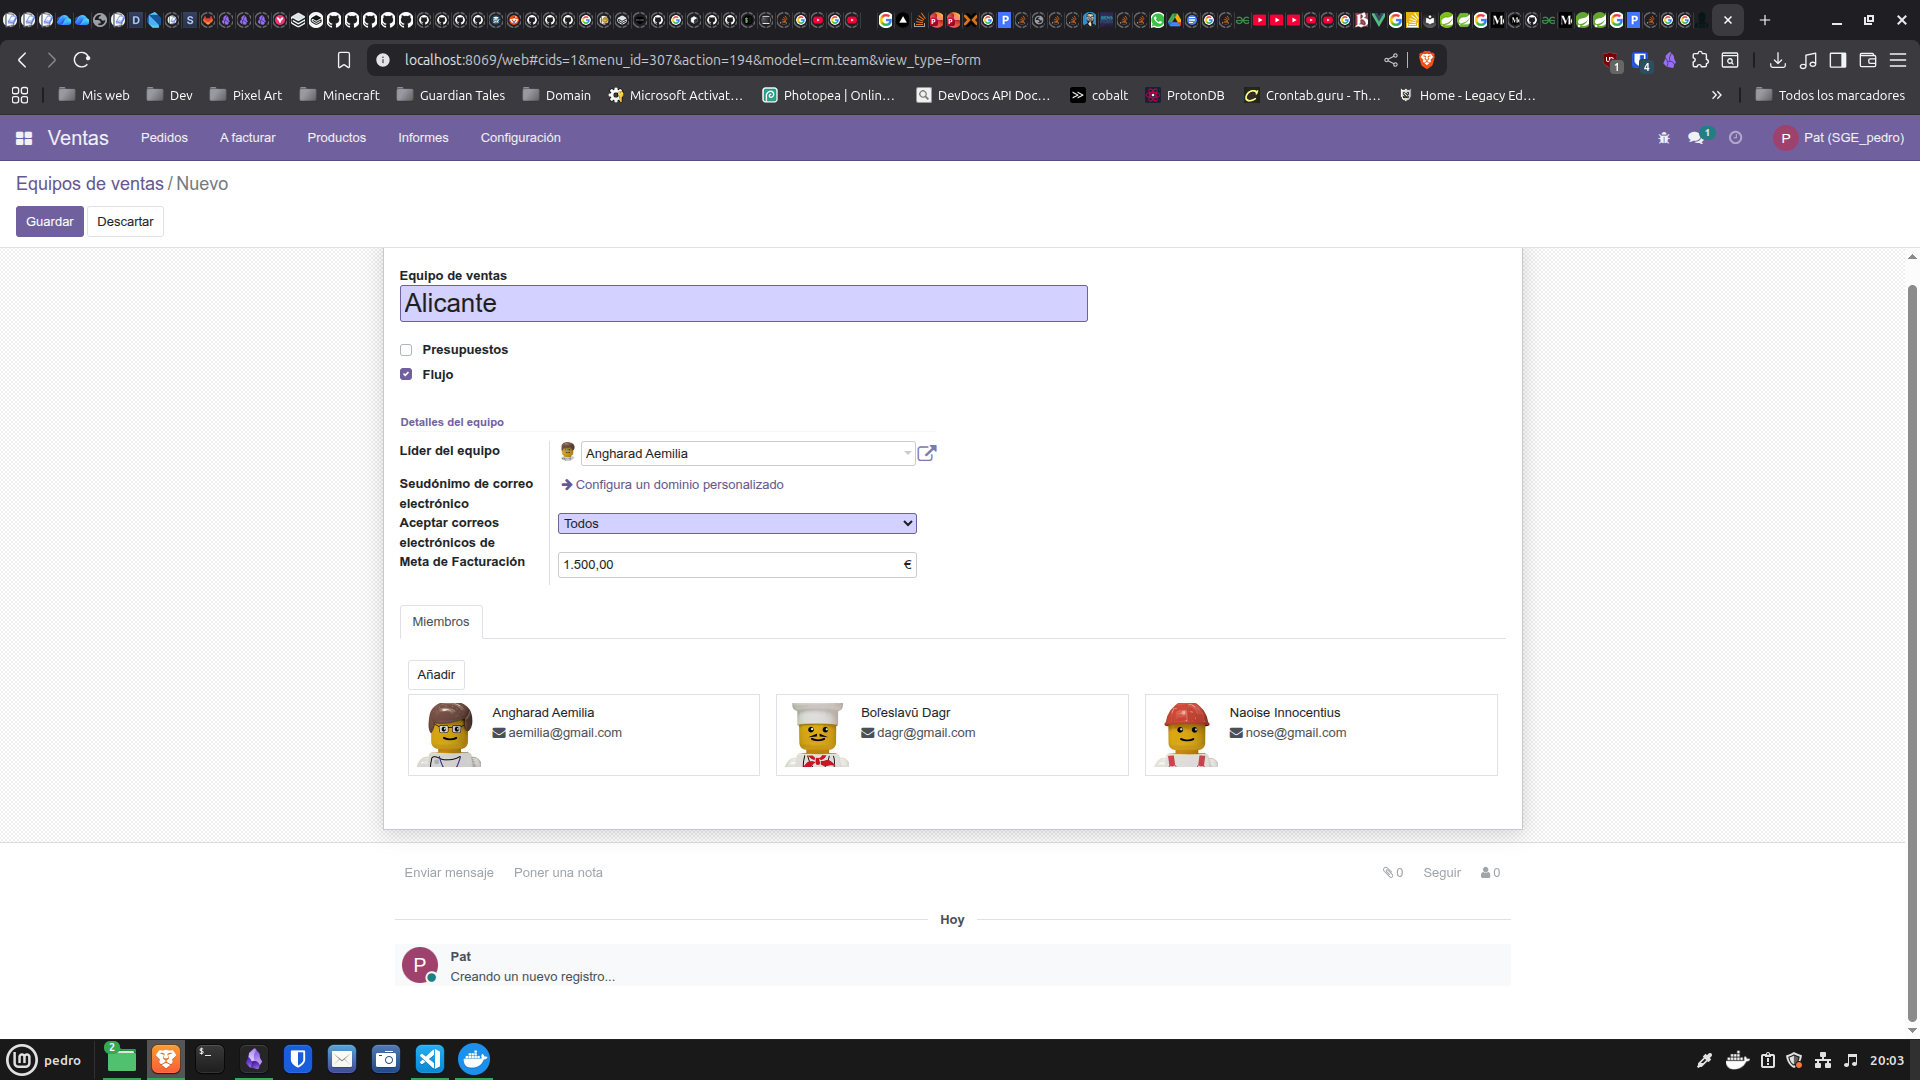 localhost:8069/web#cids=1&menu_id=307&action=194&model=crm.team&view_type=form
1
4
Mis web
Dev
Pixel Art
Minecraft
Guardian Tales
Domain
Microsoft Activat...
Photopea | Onlin...
DevDocs API Doc...
cobalt
ProtonDB
Crontab.guru - Th...
Home - Legacy Ed...
»
Todos los marcadores
Ventas
Pedidos
A facturar
Productos
Informes
Configuración
1
P
Pat (SGE_pedro)
Equipos de ventas / Nuevo
Guardar
Descartar
Equipo de ventas
Alicante
Presupuestos
Flujo
Detalles del equipo
Líder del equipo
Angharad Aemilia
Seudónimo de correo
electrónico
Configura un dominio personalizado
Aceptar correos
electrónicos de
Todos
Meta de Facturación
1.500,00 €
Miembros
Añadir
Angharad Aemilia
aemilia@gmail.com
Boľeslavŭ Dagr
dagr@gmail.com
Naoise Innocentius
nose@gmail.com
Enviar mensaje
Poner una nota
0
Seguir
0
Hoy
P
Pat
Creando un nuevo registro...
pedro
2
20:03